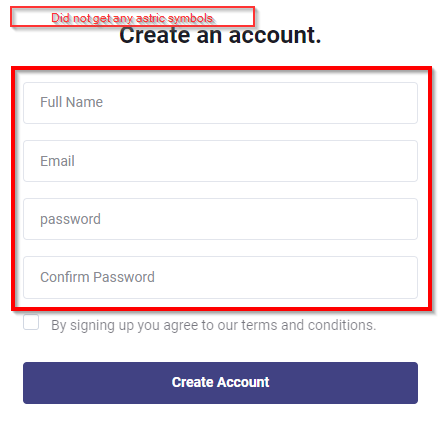 Did not get any astric symbols
Create an account.
Full Name
Email
password
Confirm Password
By signing up you agree to our terms and conditions.
Create Account